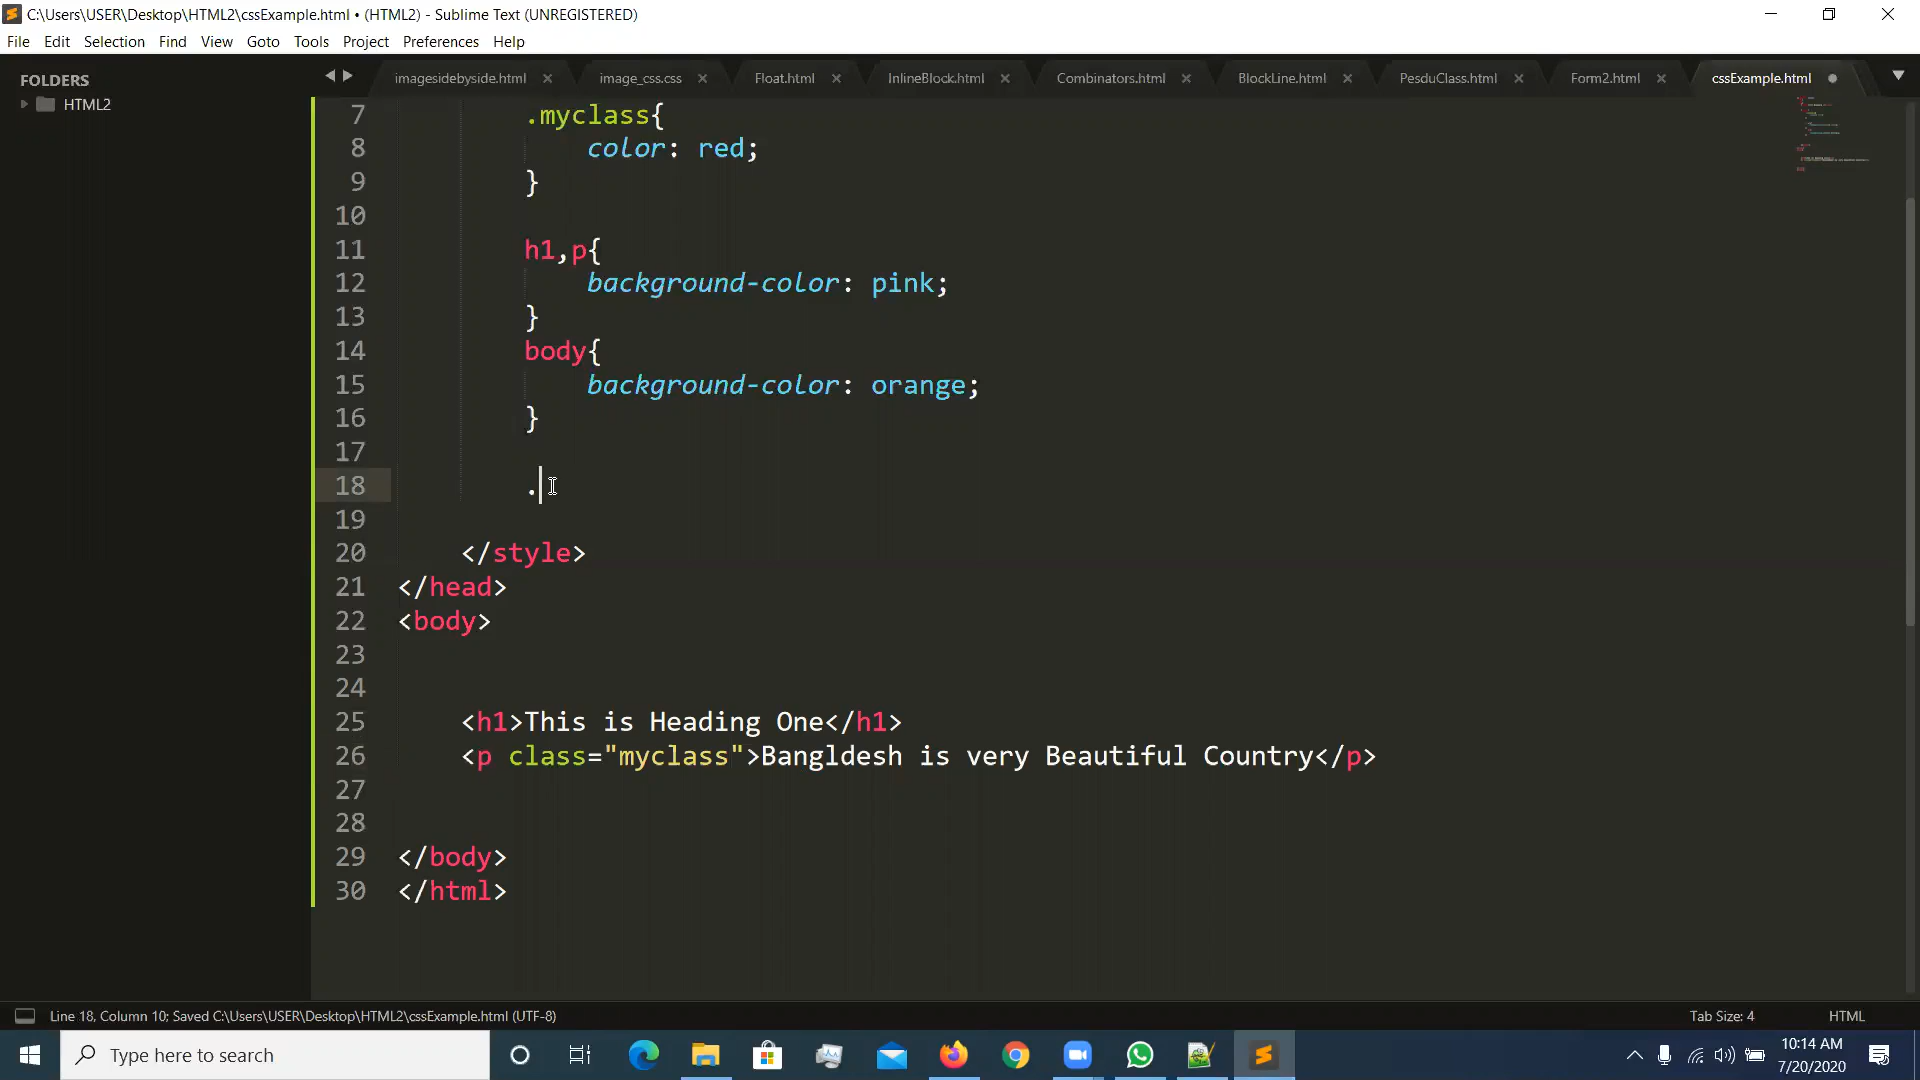 C:\Users\USER\Desktop\HTML2\cssExample.html • (HTML2) - Sublime Text (UNREGISTERED)
File Edit Selection Find View Goto Tools Project Preferences Help
FOLDERS
HTML2
imagesidebyside.html image_css.css Float.html InlineBlock.html Combinators.html BlockLine.html PesduClass.html Form2.html cssExample.html
7 .myclass{
8 color: red;
9 }
10
11 h1,p{
12 background-color: pink;
13 }
14 body{
15 background-color: orange;
16 }
17
18 .
19
20 </style>
21 </head>
22 <body>
23
24
25 <h1>This is Heading One</h1>
26 <p class="myclass">Bangldesh is very Beautiful Country</p>
27
28
29 </body>
30 </html>
Line 18, Column 10; Saved C:\Users\USER\Desktop\HTML2\cssExample.html (UTF-8)
Tab Size: 4
HTML
Type here to search
10:14 AM
7/20/2020